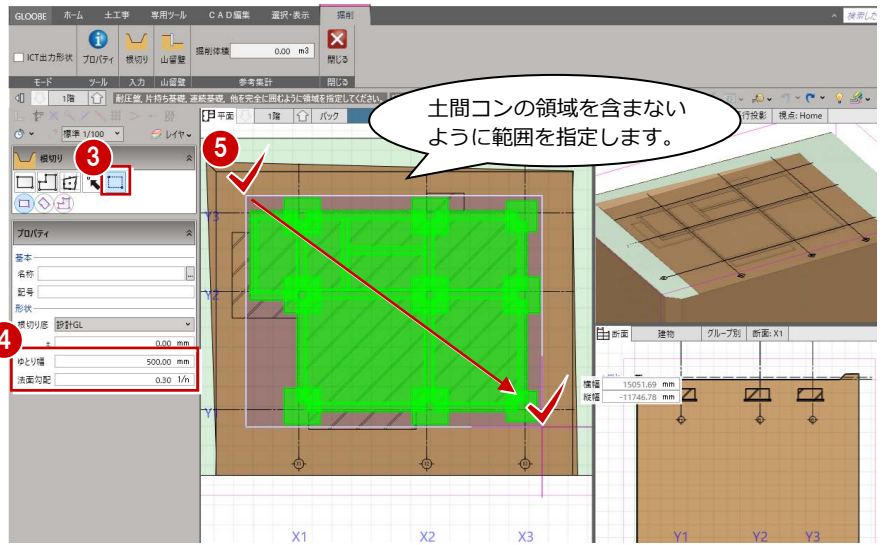 GLOOBE ホーム 土工事 専用ツール CAD編集 選択・表示 掘削
検索した
ICT出力形状 プロパティ 根切り 山留壁 掘削体積 0.00 m3 閉じる
モード ツール 入力 山留壁 参考集計 閉じる
1階 耐圧盤, 片持ち基礎, 連続基礎, 他を完全に囲むように領域を指定してください。
標準 1/100 レイヤ
平面 1階 バック
行投影 視点: Home
土間コンの領域を含まない
ように範囲を指定します。
3
5
根切り
プロパティ
基本
名称
記号
形状
根切り底 設計GL
± 0.00 mm
4
ゆとり幅 500.00 mm
法面勾配 0.30 1/n
Y3
Y2
Y1
X1 X2 X3
X1 X2 X3
断面 建物 グループ別 断面: X1
横幅 15051.69 mm
縦幅 -11746.78 mm
Y1 Y2 Y3